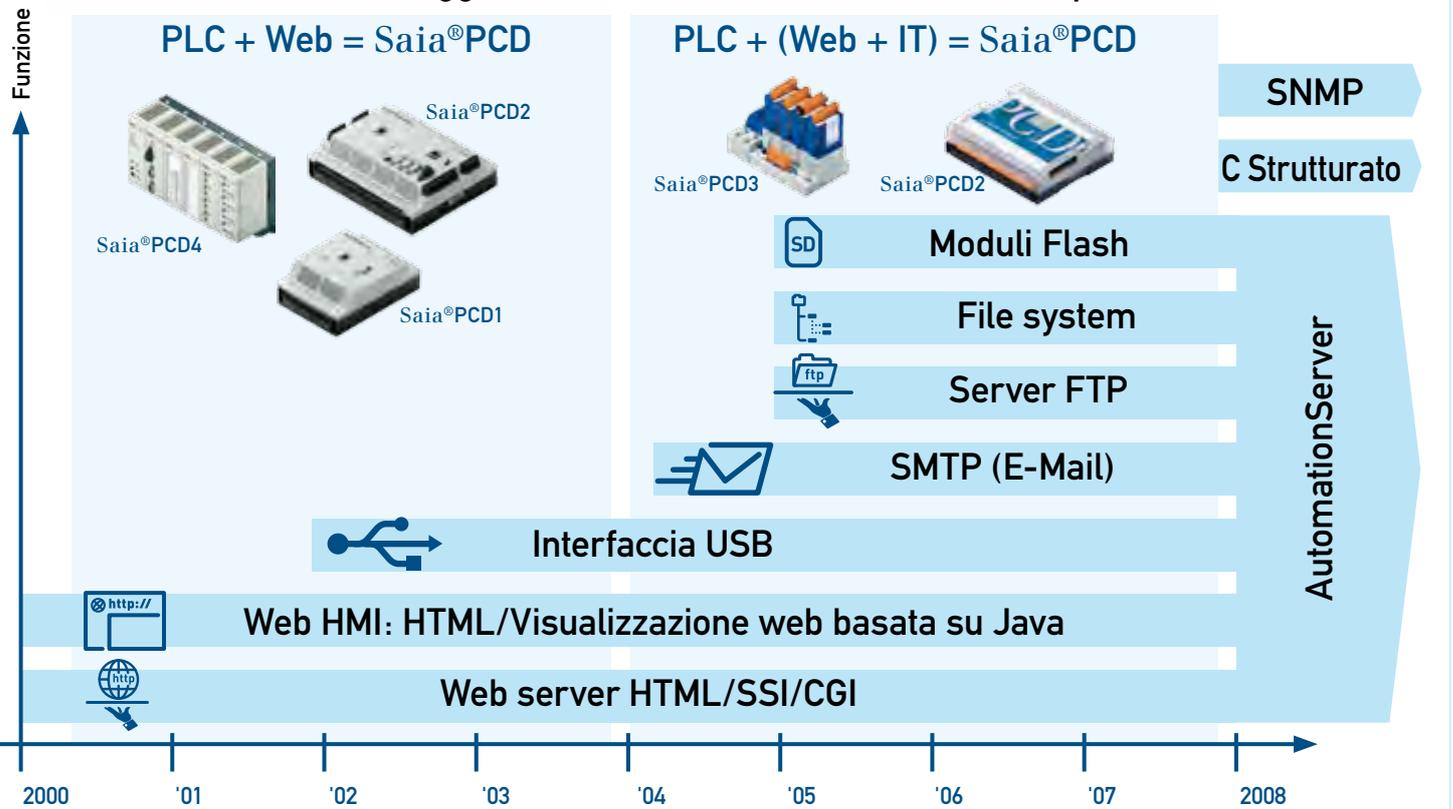 Funzione
PLC + Web = Saia®PCD
PLC + (Web + IT) = Saia®PCD
Saia®PCD2
Saia®PCD4
Saia®PCD1
Saia®PCD3
Saia®PCD2
PCD
SNMP
C Strutturato
SD
Moduli Flash
File system
ftp
Server FTP
SMTP (E-Mail)
Interfaccia USB
http://
Web HMI: HTML/Visualizzazione web basata su Java
http
Web server HTML/SSI/CGI
AutomationServer
2000 '01 '02 '03 '04 '05 '06 '07 2008